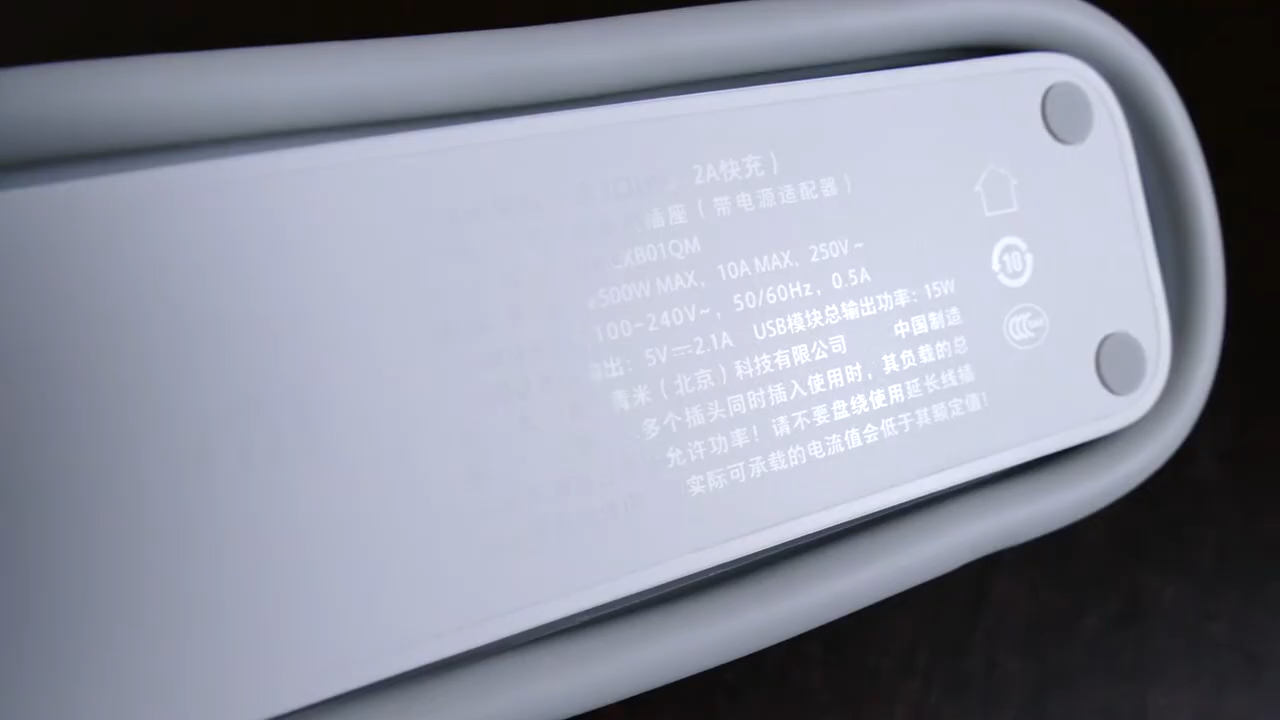 2A快充）
插座（带电源适配器）
XB01QM
500W MAX，10A MAX，250V~
100-240V~，50/60Hz，0.5A
出：5V⎓2.1A USB模块总输出功率：15W
青米（北京）科技有限公司 中国制造
多个插头同时插入使用时，其负载的总
允许功率！请不要盘绕使用延长线插
实际可承载的电流值会低于其额定值！
10
CCC